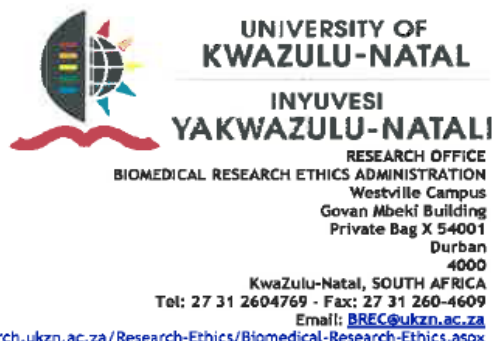 UNIVERSITY OF
KWAZULU-NATAL
INYUVESI
YAKWAZULU-NATALI
RESEARCH OFFICE
BIOMEDICAL RESEARCH ETHICS ADMINISTRATION
Westville Campus
Govan Mbeki Building
Private Bag X 54001
Durban
4000
KwaZulu-Natal, SOUTH AFRICA
Tel: 27 31 2604769 - Fax: 27 31 260-4609
Email: BREC@ukzn.ac.za
rch.ukzn.ac.za/Research-Ethics/Biomedical-Research-Ethics.aspx